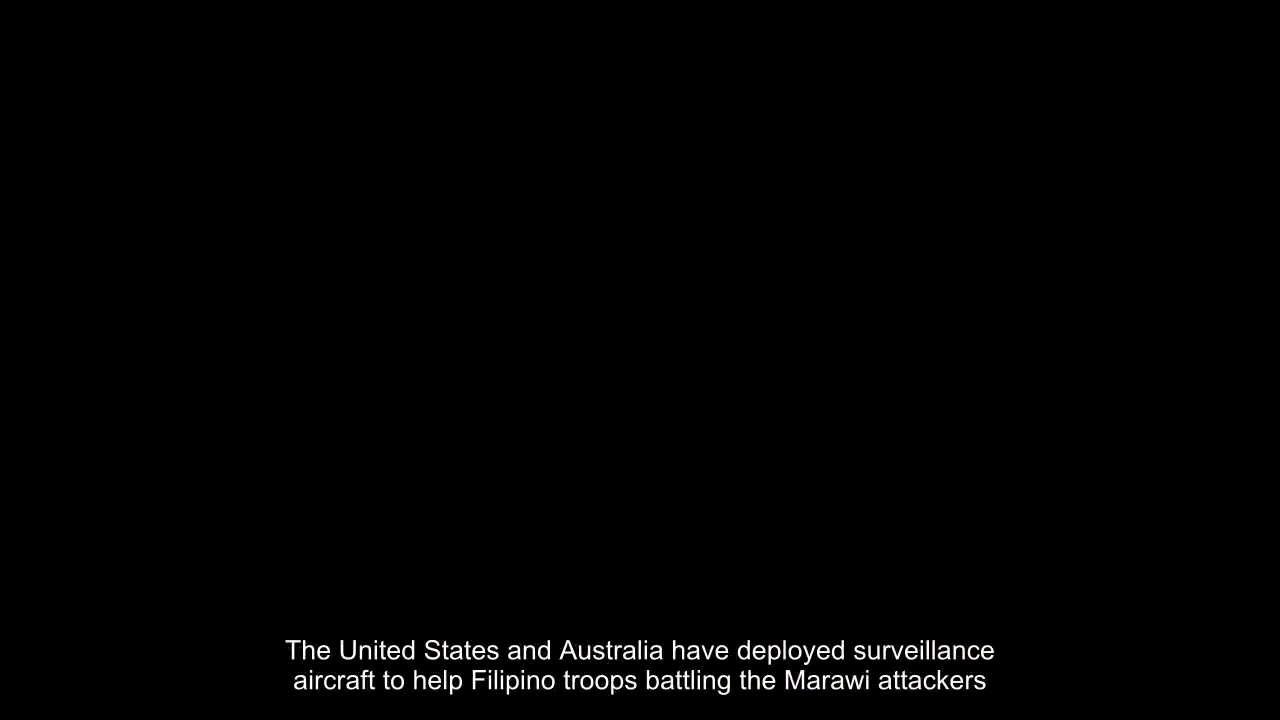 The United States and Australia have deployed surveillance
aircraft to help Filipino troops battling the Marawi attackers